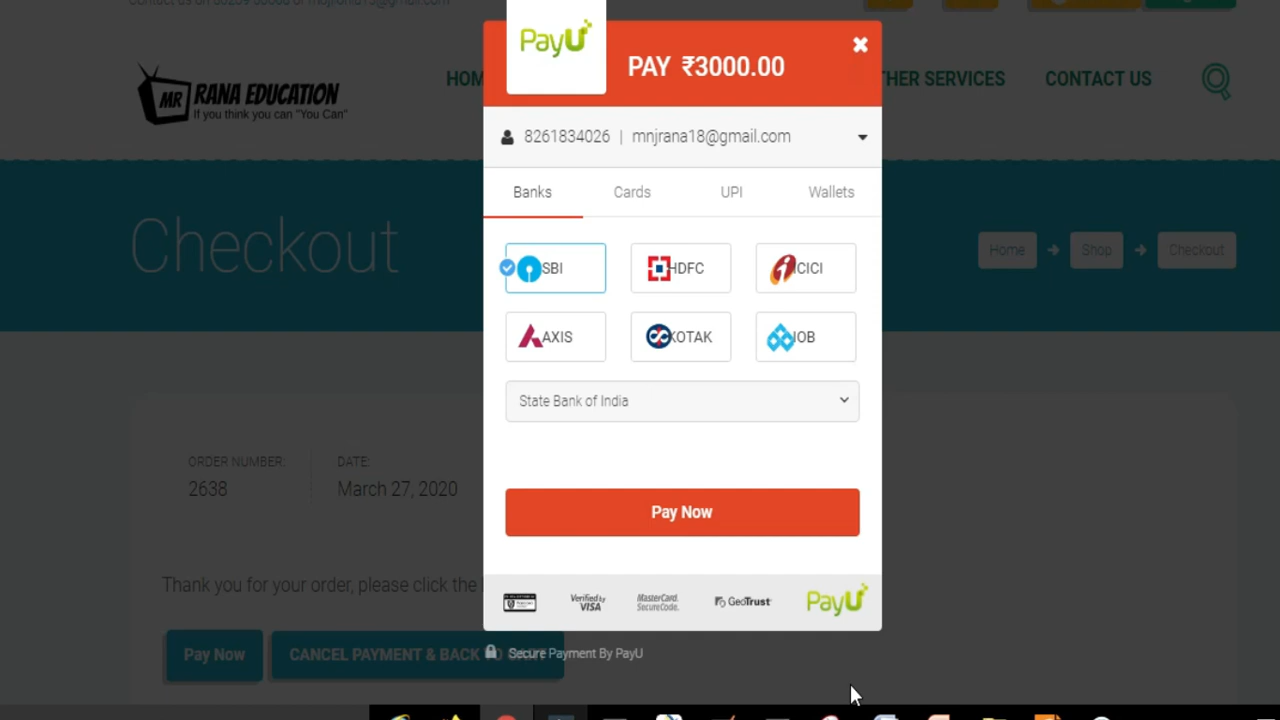 PayU
PAY ₹3000.00
MR RANA EDUCATION
If you think you can "You Can"
HOM
THER SERVICES
CONTACT US
8261834026 | mnjrana18@gmail.com
Banks
Cards
UPI
Wallets
Checkout
Home
Shop
Checkout
SBI
HDFC
ICICI
AXIS
KOTAK
IOB
State Bank of India
ORDER NUMBER:
2638
DATE:
March 27, 2020
Pay Now
Thank you for your order, please click the
Verified by
VISA
MasterCard.
SecureCode.
GeoTrust
PayU
Pay Now
CANCEL PAYMENT & BACK TO
Secure Payment By PayU